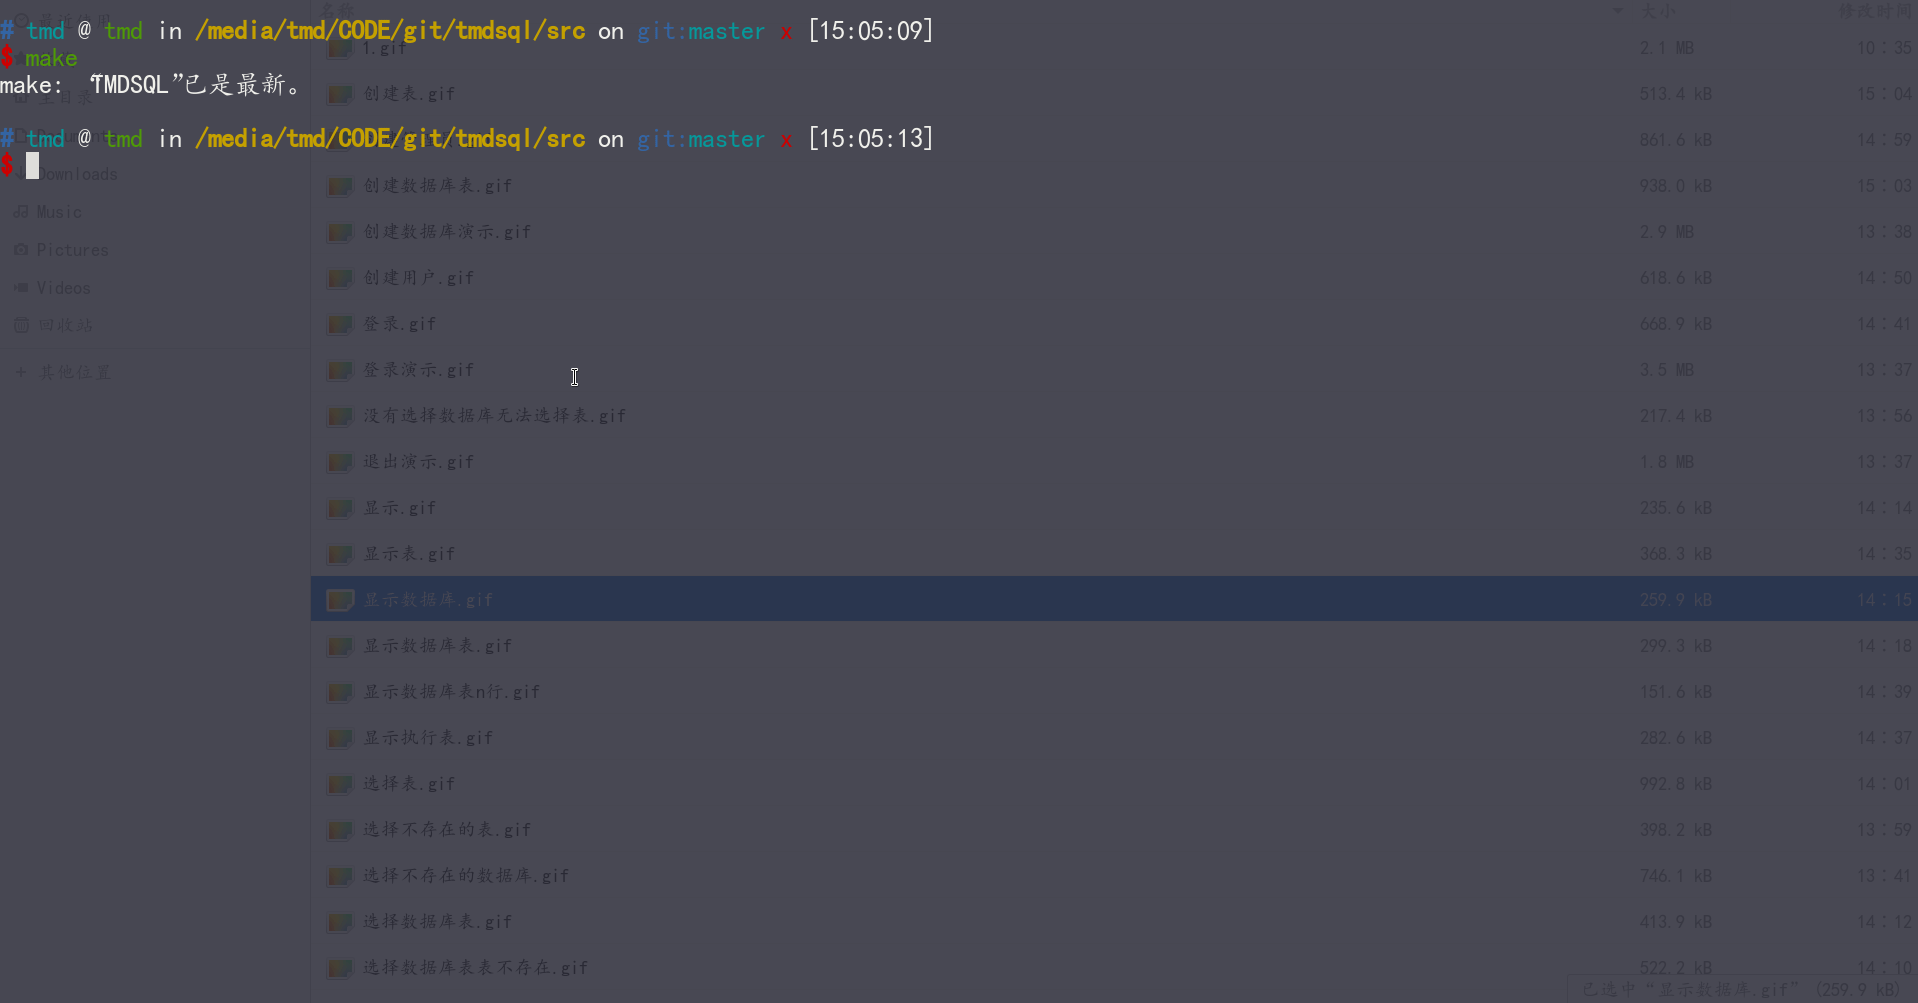 # tmd @ tmd in /media/tmd/CODE/git/tmdsql/src on git:master x [15:05:09]
$ make
make: “TMDSQL”已是最新。
# tmd @ tmd in /media/tmd/CODE/git/tmdsql/src on git:master x [15:05:13]
$
名称 大小 修改时间
1.gif 2.1 MB 10:35
创建表.gif 513.4 kB 15:04
861.6 kB 14:59
Downloads
创建数据库表.gif 938.0 kB 15:03
Music
创建数据库演示.gif 2.9 MB 13:38
Pictures
创建用户.gif 618.6 kB 14:50
Videos
登录.gif 668.9 kB 14:41
回收站
登录演示.gif 3.5 MB 13:37
+ 其他位置
没有选择数据库无法选择表.gif 217.4 kB 13:56
退出演示.gif 1.8 MB 13:37
显示.gif 235.6 kB 14:14
显示表.gif 368.3 kB 14:35
显示数据库.gif 259.9 kB 14:15
显示数据库表.gif 299.3 kB 14:18
显示数据库表n行.gif 151.6 kB 14:39
显示执行表.gif 282.6 kB 14:37
选择表.gif 992.8 kB 14:01
选择不存在的表.gif 398.2 kB 13:59
选择不存在的数据库.gif 746.1 kB 13:41
选择数据库表.gif 413.9 kB 14:12
选择数据库表表不存在.gif 522.2 kB 14:10
已选中“显示数据库.gif” (259.9 kB)